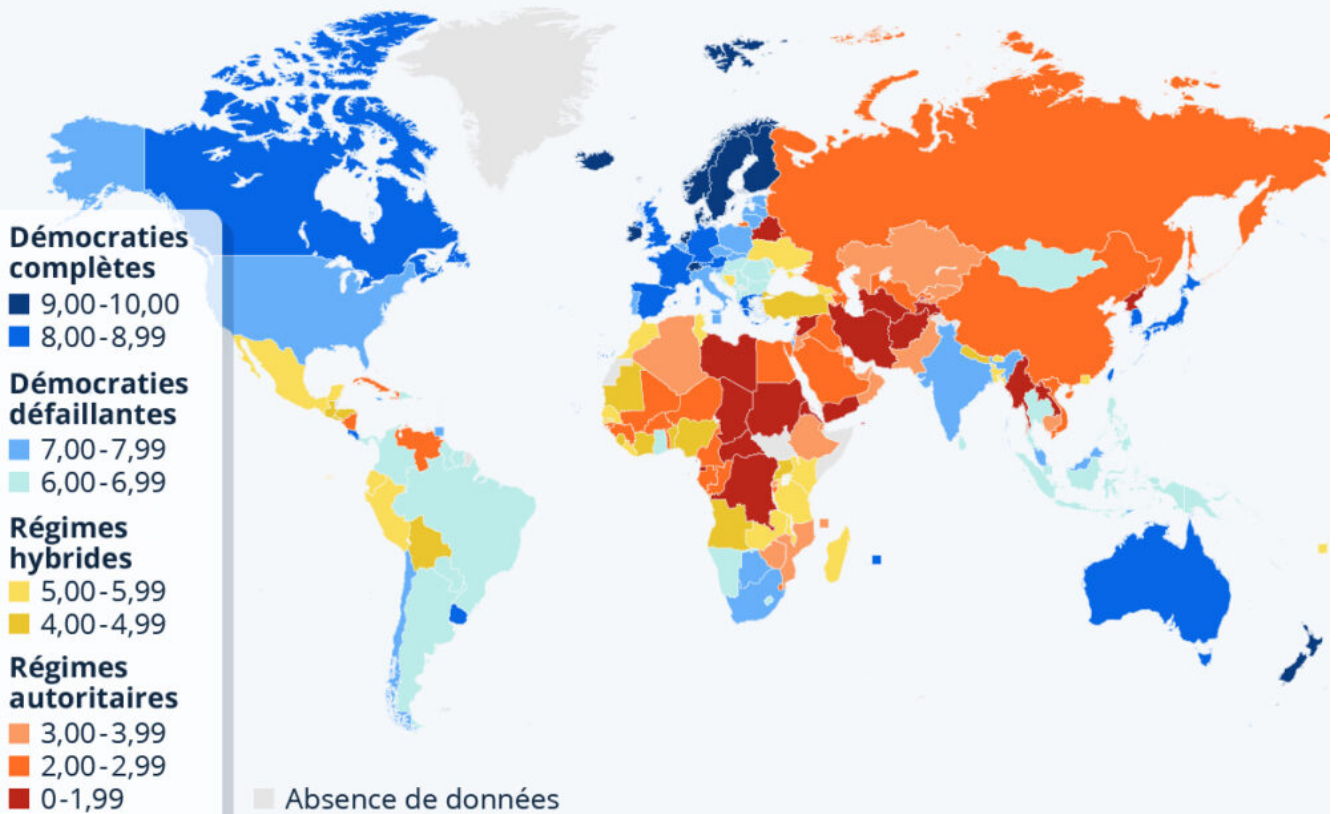 Démocraties
complètes
9,00-10,00
8,00-8,99
Démocraties
défaillantes
7,00-7,99
6,00-6,99
Régimes
hybrides
5,00-5,99
4,00-4,99
Régimes
autoritaires
3,00-3,99
2,00-2,99
0-1,99
Absence de données